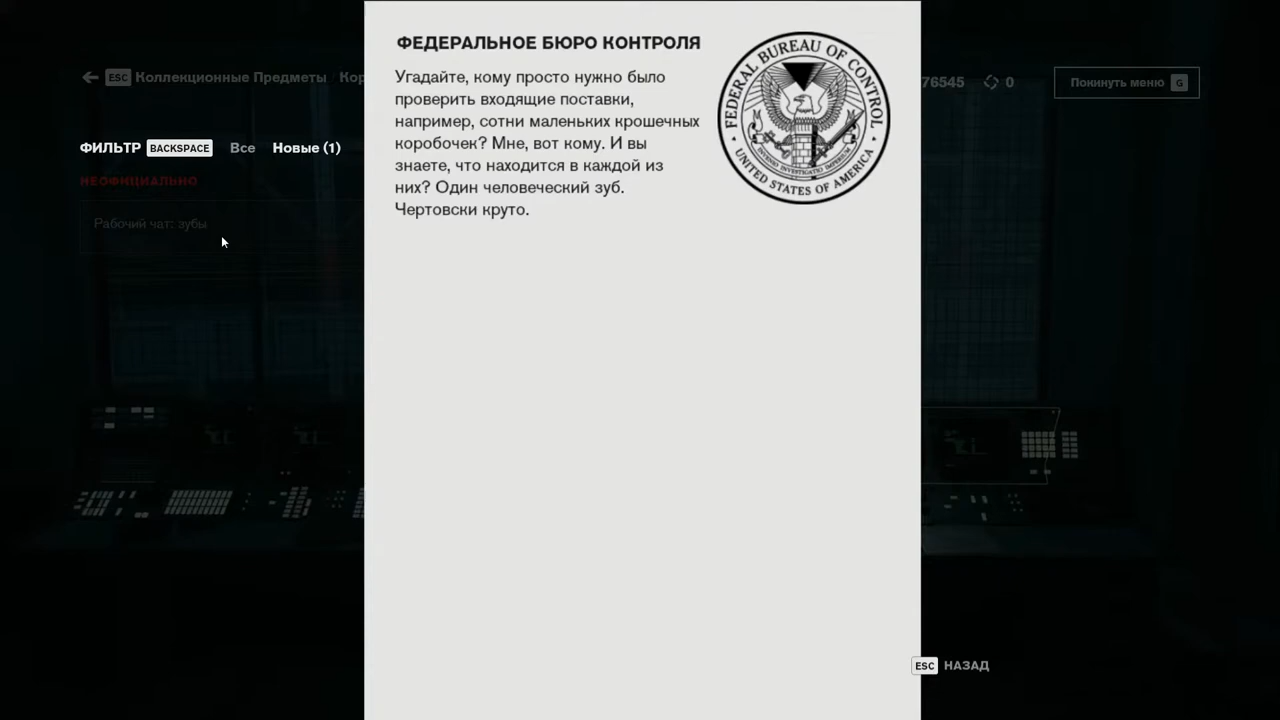 ФЕДЕРАЛЬНОЕ БЮРО КОНТРОЛЯ
Угадайте, кому просто нужно было
проверить входящие поставки,
например, сотни маленьких крошечных
коробочек? Мне, вот кому. И вы
знаете, что находится в каждой из
них? Один человеческий зуб.
Чертовски круто.
FEDERAL BUREAU OF CONTROL
UNITED STATES OF AMERICA
ESC Коллекционные Предметы / Кор
76545 0
Покинуть меню G
ФИЛЬТР BACKSPACE Все Новые (1)
НЕОФИЦИАЛЬНО
Рабочий чат: зубы
ESC НАЗАД